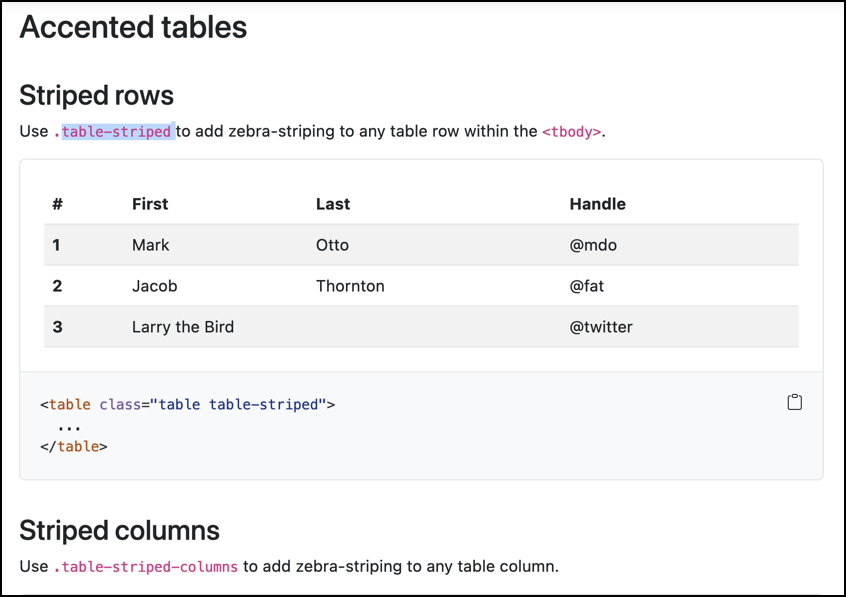 Accented tables
Striped rows
Use .table-striped to add zebra-striping to any table row within the <tbody>.
# First Last Handle
1 Mark Otto @mdo
2 Jacob Thornton @fat
3 Larry the Bird @twitter
<table class="table table-striped">
...
</table>
Striped columns
Use .table-striped-columns to add zebra-striping to any table column.